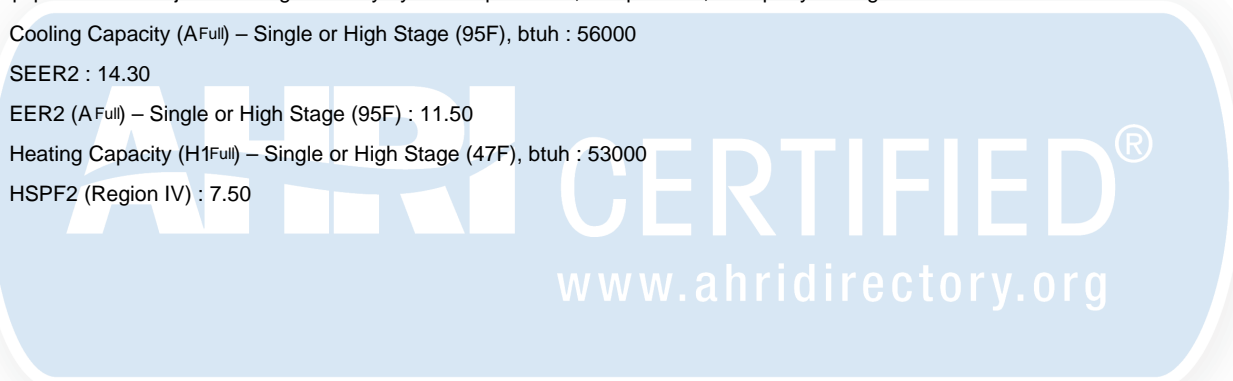 Cooling Capacity (AFull) – Single or High Stage (95F), btuh : 56000
SEER2 : 14.30
EER2 (AFull) – Single or High Stage (95F) : 11.50
Heating Capacity (H1Full) – Single or High Stage (47F), btuh : 53000
HSPF2 (Region IV) : 7.50
AHRI CERTIFIED®
www.ahridirectory.org